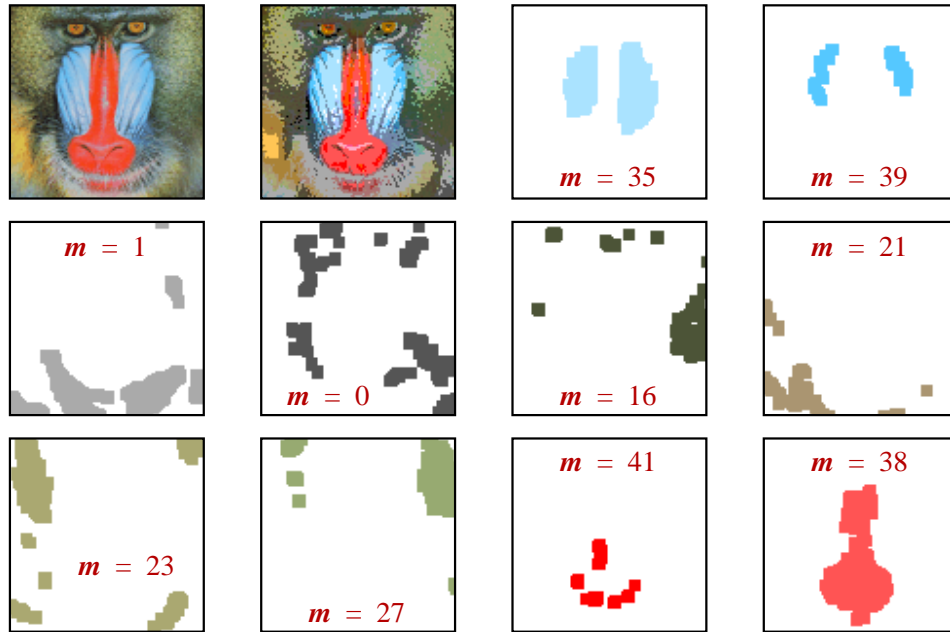 m = 35
m = 39
m = 1
m = 0
m = 16
m = 21
m = 23
m = 27
m = 41
m = 38